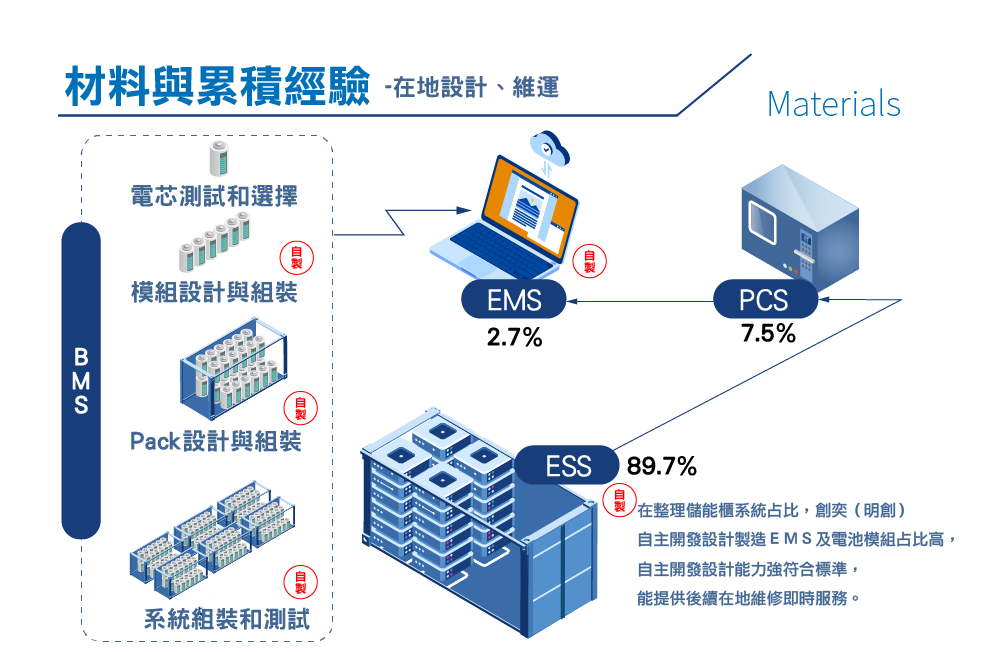 材料與累積經驗 -在地設計、維運
Materials
BMS
電芯測試和選擇
自製
模組設計與組裝
自製
Pack設計與組裝
自製
系統組裝和測試
自製
EMS
2.7%
PCS
7.5%
ESS
89.7%
自製
在整理儲能櫃系統占比，創奕（明創）
自主開發設計製造EMS及電池模組占比高，
自主開發設計能力強符合標準，
能提供後續在地維修即時服務。